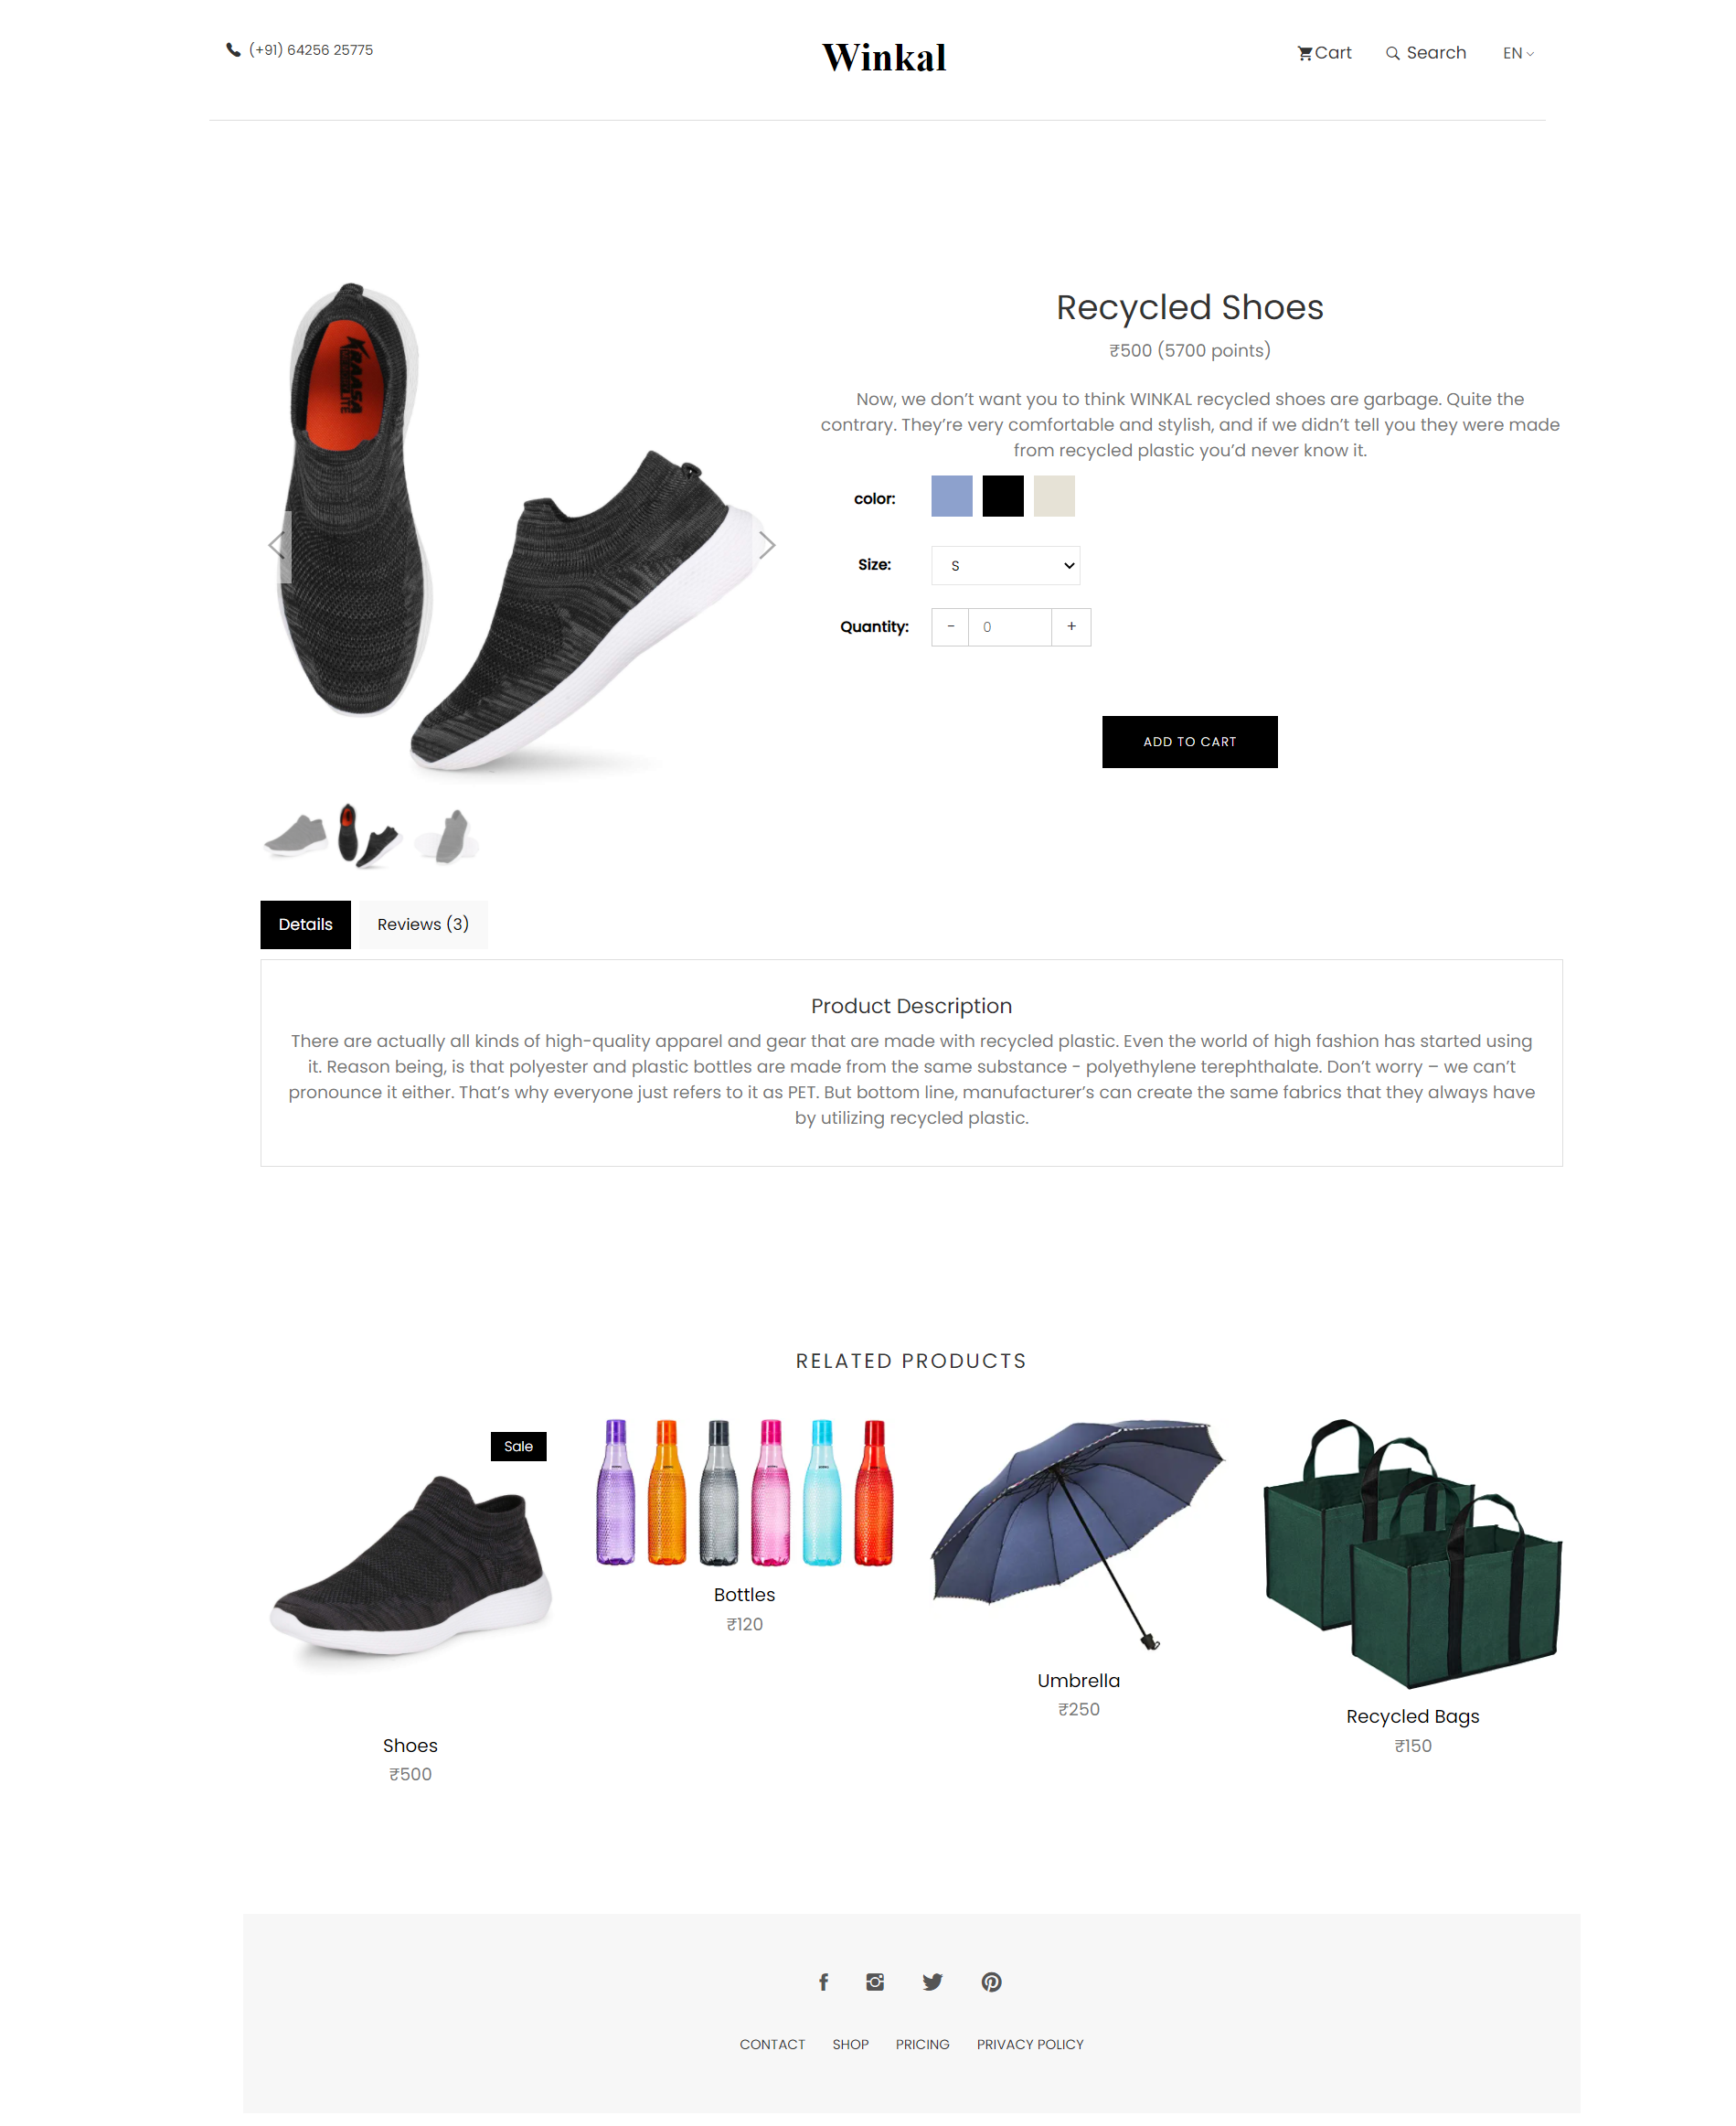 (+91) 64256 25775
Winkal
Cart
Search
EN
KRAASA
Recycled Shoes
₹500 (5700 points)
Now, we don’t want you to think WINKAL recycled shoes are garbage. Quite the
contrary. They’re very comfortable and stylish, and if we didn’t tell you they were made
from recycled plastic you’d never know it.
color:
Size:
S
Quantity:
-
0
+
ADD TO CART
Details
Reviews (3)
Product Description
There are actually all kinds of high-quality apparel and gear that are made with recycled plastic. Even the world of high fashion has started using
it. Reason being, is that polyester and plastic bottles are made from the same substance - polyethylene terephthalate. Don’t worry – we can’t
pronounce it either. That’s why everyone just refers to it as PET. But bottom line, manufacturer’s can create the same fabrics that they always have
by utilizing recycled plastic.
RELATED PRODUCTS
Sale
Shoes
₹500
Bottles
₹120
Umbrella
₹250
Recycled Bags
₹150
CONTACT
SHOP
PRICING
PRIVACY POLICY